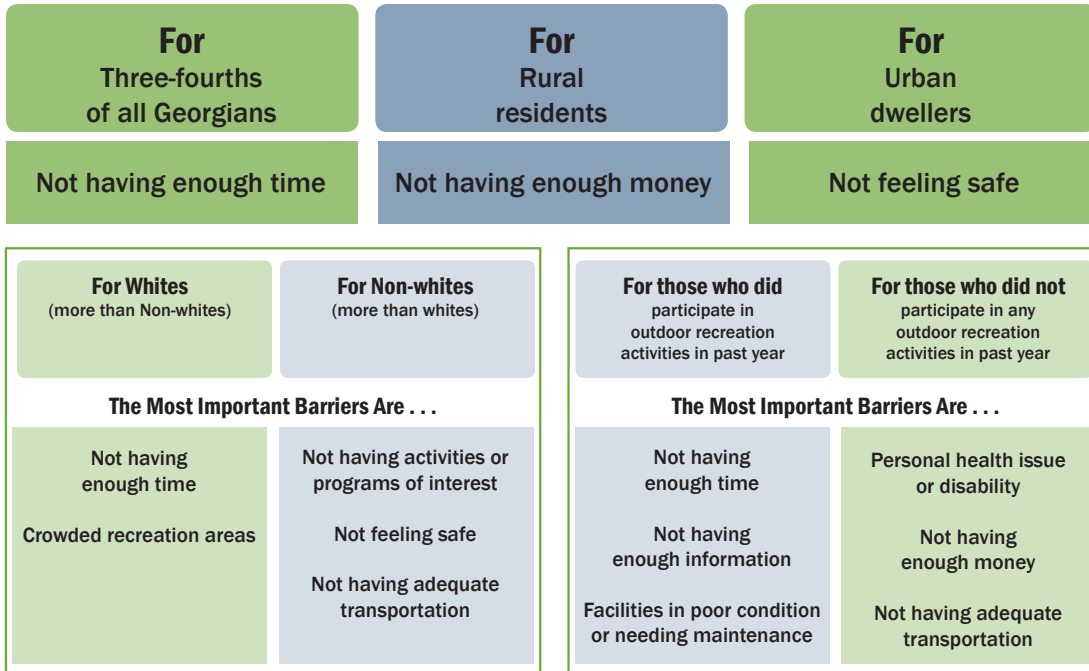 For
Three-fourths
of all Georgians
Not having enough time
For
Rural
residents
Not having enough money
For
Urban
dwellers
Not feeling safe
For Whites
(more than Non-whites)
For Non-whites
(more than whites)
The Most Important Barriers Are . . .
Not having
enough time
Crowded recreation areas
Not having activities or
programs of interest
Not feeling safe
Not having adequate
transportation
For those who did
participate in
outdoor recreation
activities in past year
For those who did not
participate in any
outdoor recreation
activities in past year
The Most Important Barriers Are . . .
Not having
enough time
Not having
enough information
Facilities in poor condition
or needing maintenance
Personal health issue
or disability
Not having
enough money
Not having adequate
transportation